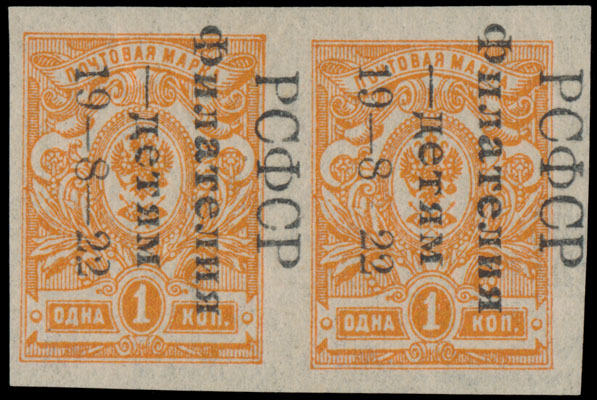 ПОЧТОВАЯ МАРКА
ОДНА 1 КОП.
РСФСР
Филателия
—детям
19—8—22
ПОЧТОВАЯ МАРКА
ОДНА 1 КОП.
РСФСР
Филателия
—детям
19—8 22